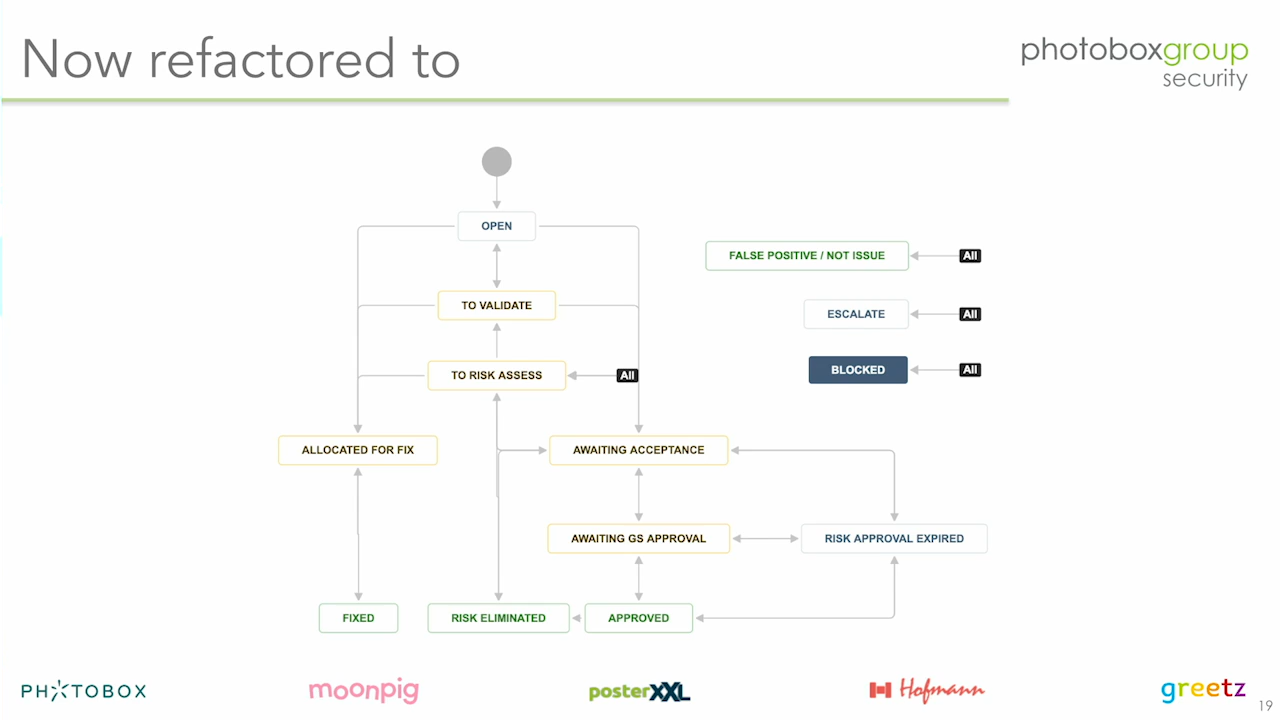 Now refactored to
photoboxgroup
security
OPEN
FALSE POSITIVE / NOT ISSUE
All
TO VALIDATE
ESCALATE
All
TO RISK ASSESS
All
BLOCKED
All
ALLOCATED FOR FIX
AWAITING ACCEPTANCE
AWAITING GS APPROVAL
RISK APPROVAL EXPIRED
FIXED
RISK ELIMINATED
APPROVED
PHOTOBOX
moonpig
posterXXL
Hofmann
greetz
19